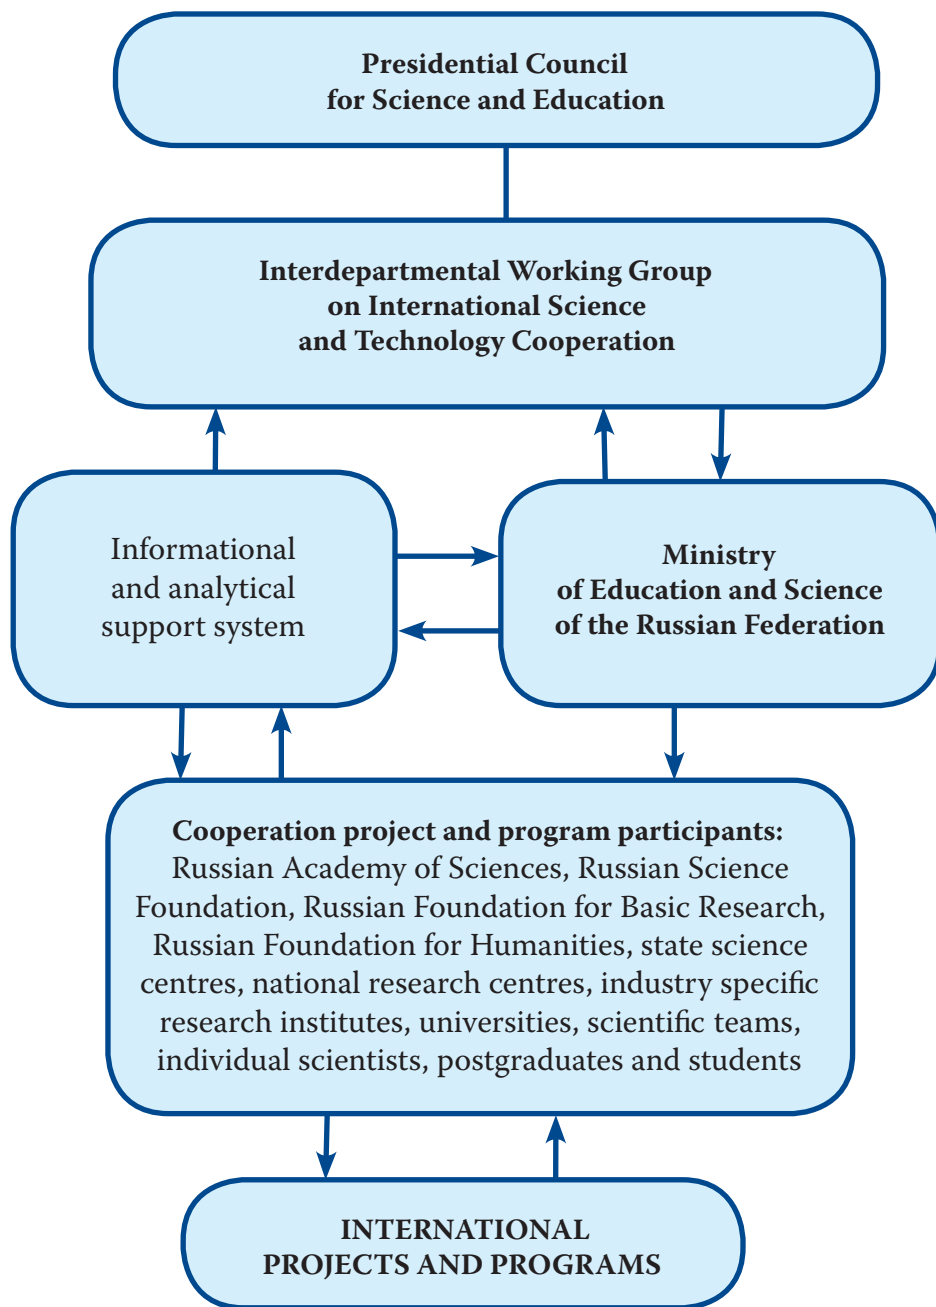 Presidential Council
for Science and Education
Interdepartmental Working Group
on International Science
and Technology Cooperation
Informational
and analytical
support system
Ministry
of Education and Science
of the Russian Federation
Cooperation project and program participants:
Russian Academy of Sciences, Russian Science
Foundation, Russian Foundation for Basic Research,
Russian Foundation for Humanities, state science
centres, national research centres, industry specific
research institutes, universities, scientific teams,
individual scientists, postgraduates and students
INTERNATIONAL
PROJECTS AND PROGRAMS